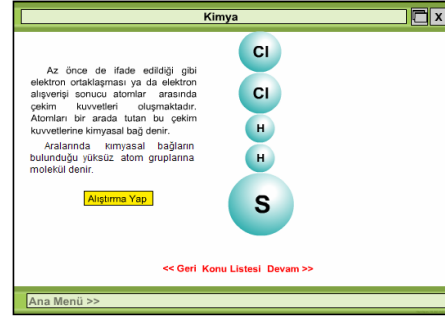 Kimya
X
Az önce de ifade edildiği gibi
elektron ortaklaşması ya da elektron
alışverişi sonucu atomlar arasında
çekim kuvvetleri oluşmaktadır.
Atomları bir arada tutan bu çekim
kuvvetlerine kimyasal bağ denir.
Aralarında kımyasal bağların
bulunduğu yüksüz atom gruplarına
molekül denir.
Alıştırma Yap
Cl
Cl
H
H
S
<< Geri Konu Listesi Devam >>
Ana Menü >>